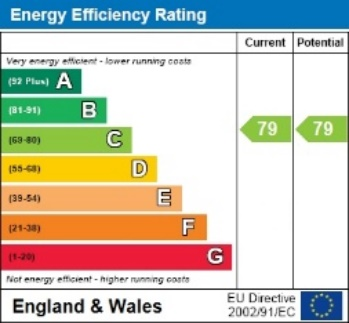 Energy Efficiency Rating
Current Potential
Very energy efficient - lower running costs
(92 Plus) A
(81-91) B
(69-80) C 79 79
(55-68) D
(39-54) E
(21-38) F
(1-20) G
Not energy efficient - higher running costs
England & Wales
EU Directive
2002/91/EC